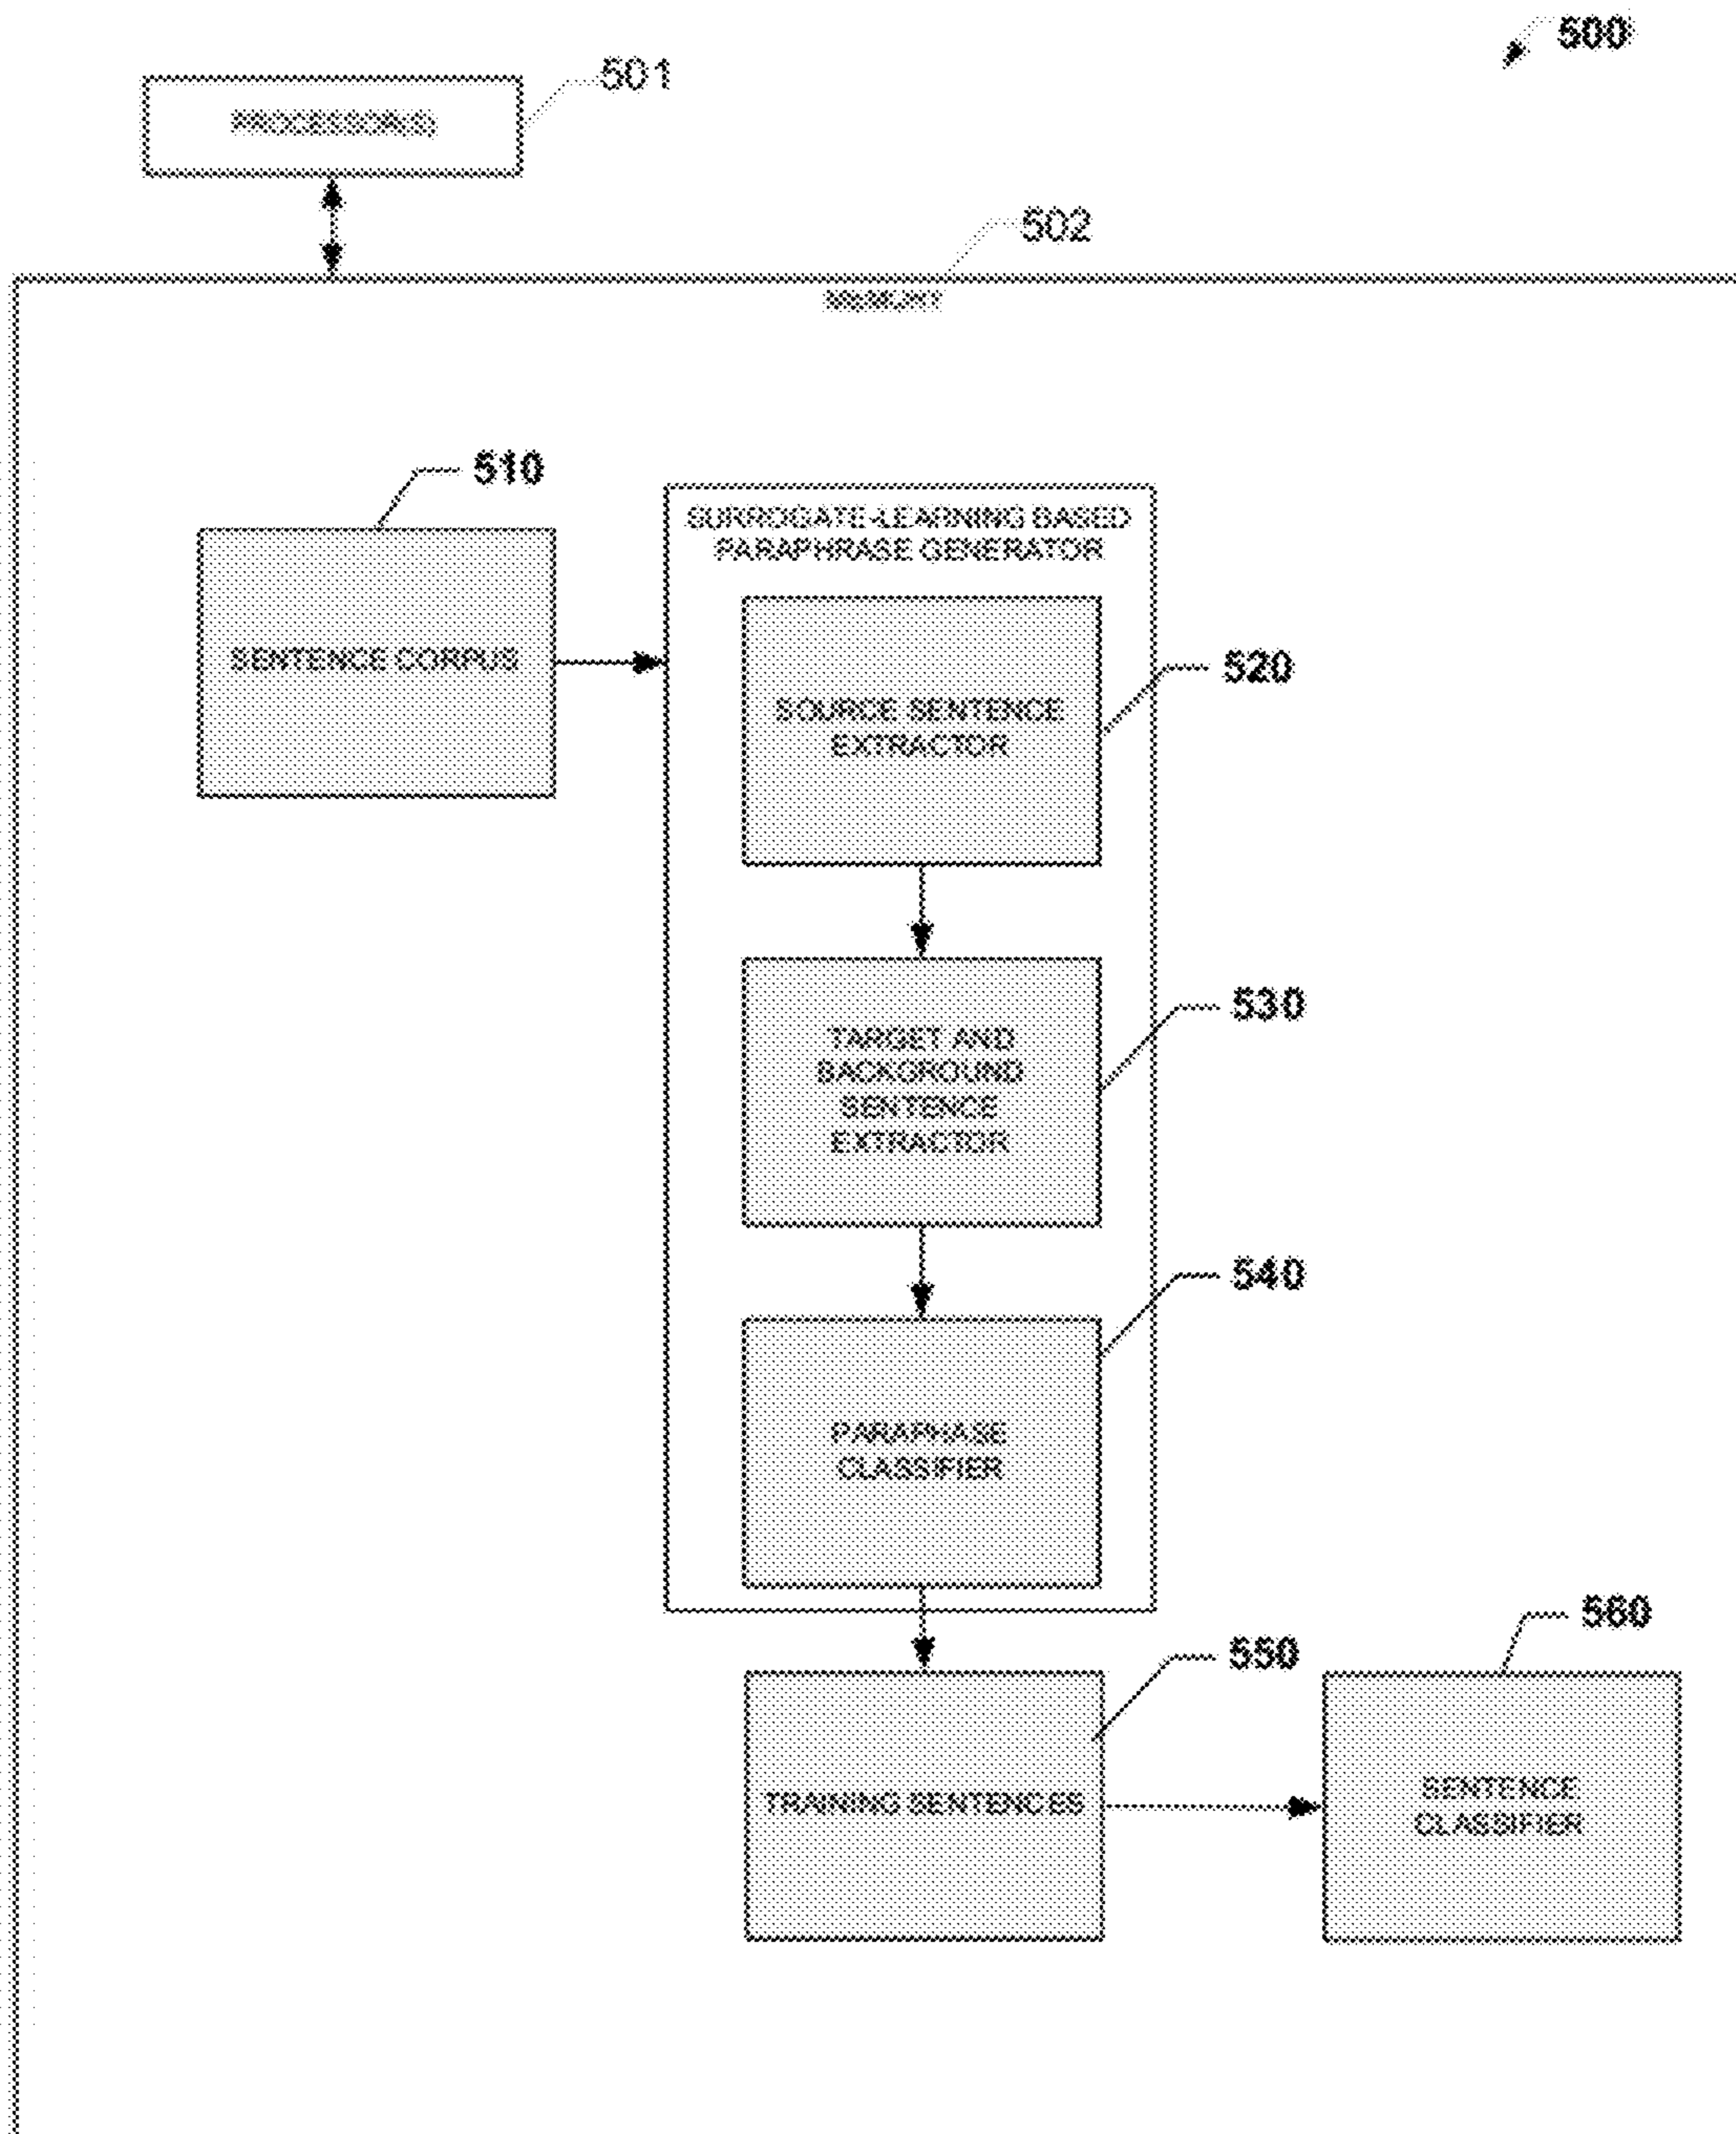 500
501
PROCESSOR(S)
502
MEMORY
510
SURROGATE-LEARNING BASED
PARAPHRASE GENERATOR
SENTENCE CORPUS
520
SOURCE SENTENCE
EXTRACTOR
530
TARGET AND
BACKGROUND
SENTENCE
EXTRACTOR
540
PARAPHASE
CLASSIFIER
560
550
TRAINING SENTENCES
SENTENCE
CLASSIFIER